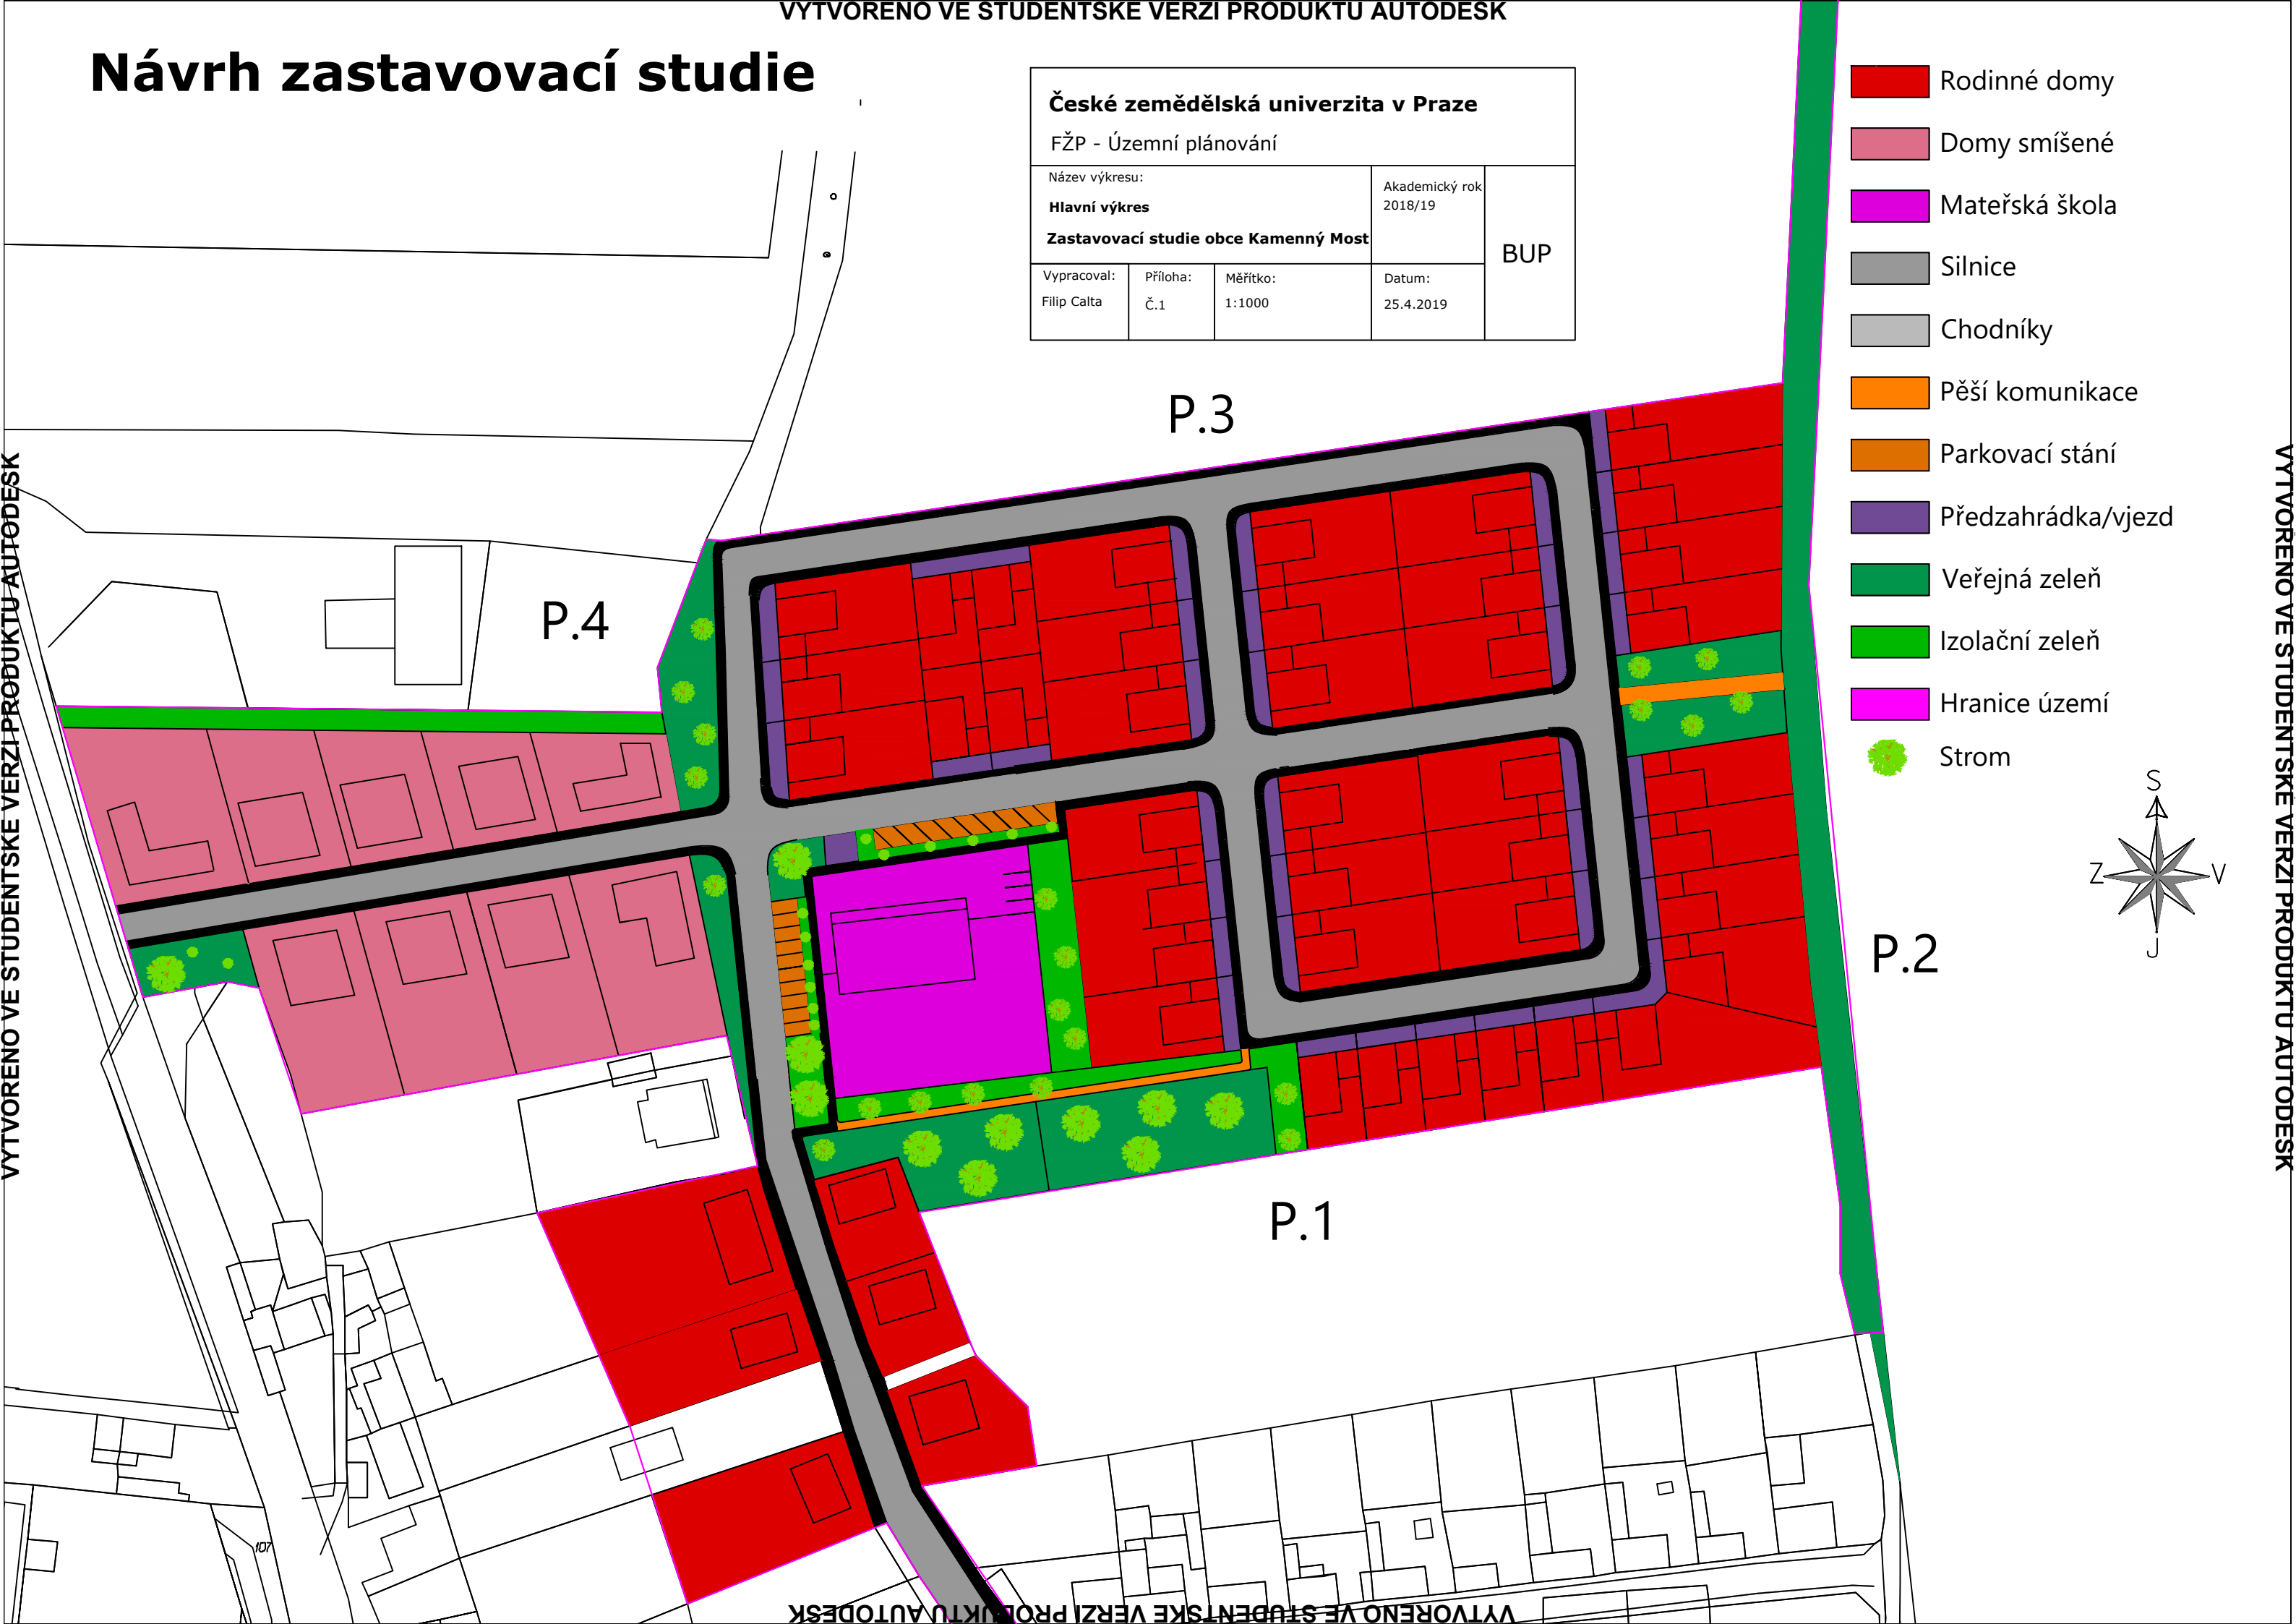 VYTVOŘENO VE STUDENTSKÉ VERZI PRODUKTU AUTODESK
Návrh zastavovací studie
České zemědělská univerzita v Praze
FŽP - Územní plánování
Název výkresu:
Hlavní výkres
Zastavovací studie obce Kamenný Most
Akademický rok
2018/19
BUP
Vypracoval:
Filip Calta
Příloha:
Č.1
Měřítko:
1:1000
Datum:
25.4.2019
Rodinné domy
Domy smíšené
Mateřská škola
Silnice
Chodníky
Pěší komunikace
Parkovací stání
Předzahrádka/vjezd
Veřejná zeleň
Izolační zeleň
Hranice území
Strom
S
Z
V
J
P.3
P.4
P.2
P.1
107
VYTVOŘENO VE STUDENTSKÉ VERZI PRODUKTU AUTODESK
VYTVOŘENO VE STUDENTSKÉ VERZI PRODUKTU AUTODESK
VYTVOŘENO VE STUDENTSKÉ VERZI PRODUKTU AUTODESK